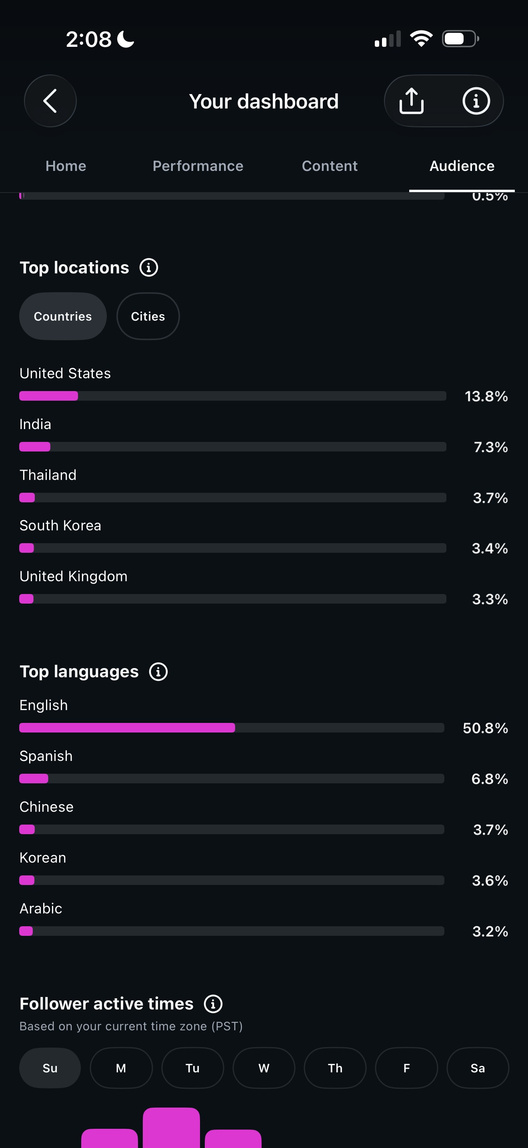 2:08
Your dashboard
Home Performance Content Audience
0.5%
Top locations
Countries Cities
United States
13.8%
India
7.3%
Thailand
3.7%
South Korea
3.4%
United Kingdom
3.3%
Top languages
English
50.8%
Spanish
6.8%
Chinese
3.7%
Korean
3.6%
Arabic
3.2%
Follower active times
Based on your current time zone (PST)
Su M Tu W Th F Sa